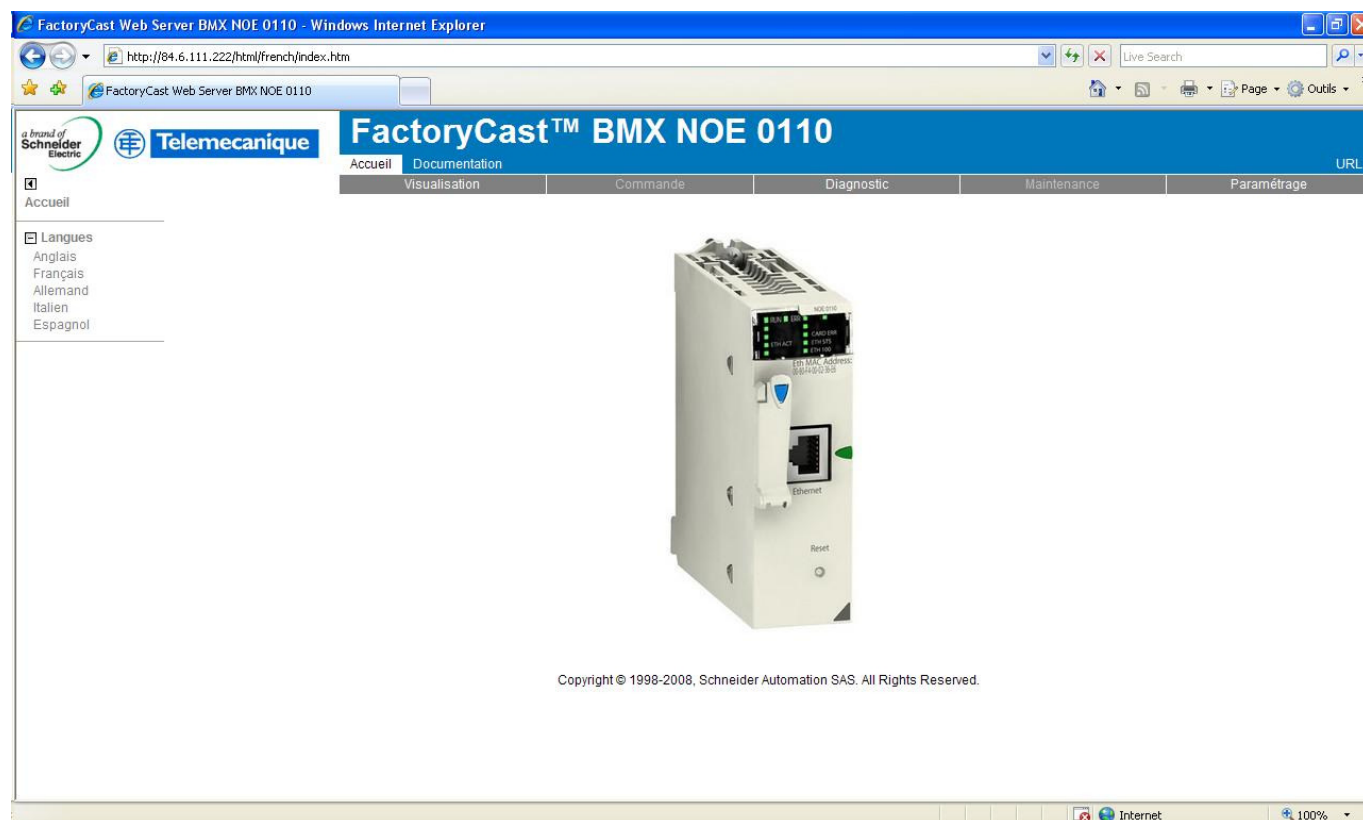 FactoryCast Web Server BMX NOE 0110 - Windows Internet Explorer
http://84.6.111.222/html/french/index.htm
Live Search
FactoryCast Web Server BMX NOE 0110
Page
Outils
a brand of
Schneider
Electric
Telemecanique
FactoryCast™ BMX NOE 0110
Accueil Documentation URL
Visualisation Commande Diagnostic Maintenance Paramétrage
Accueil
Langues
Anglais
Français
Allemand
Italien
Espagnol
NOE 0110
RUN ERR
CARD ERR
ETH ACT ETH STS
ETH 100
Eth MAC Address:
Ethernet
Reset
Copyright © 1998-2008, Schneider Automation SAS. All Rights Reserved.
Internet
100%